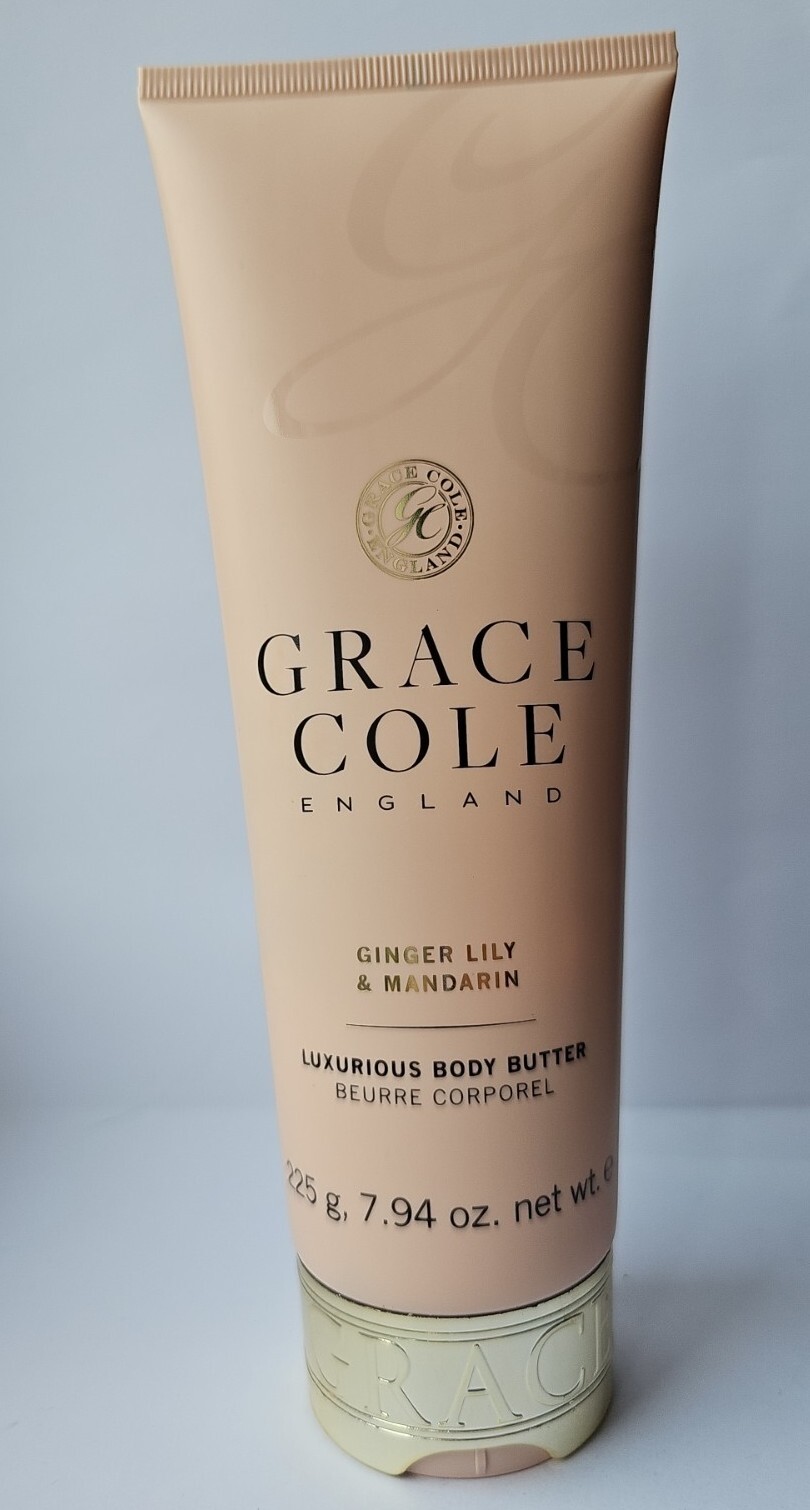 GRACE COLE
GC
ENGLAND
GRACE
COLE
ENGLAND
GINGER LILY
& MANDARIN
LUXURIOUS BODY BUTTER
BEURRE CORPOREL
225 g, 7.94 oz. net wt. e
GRACE